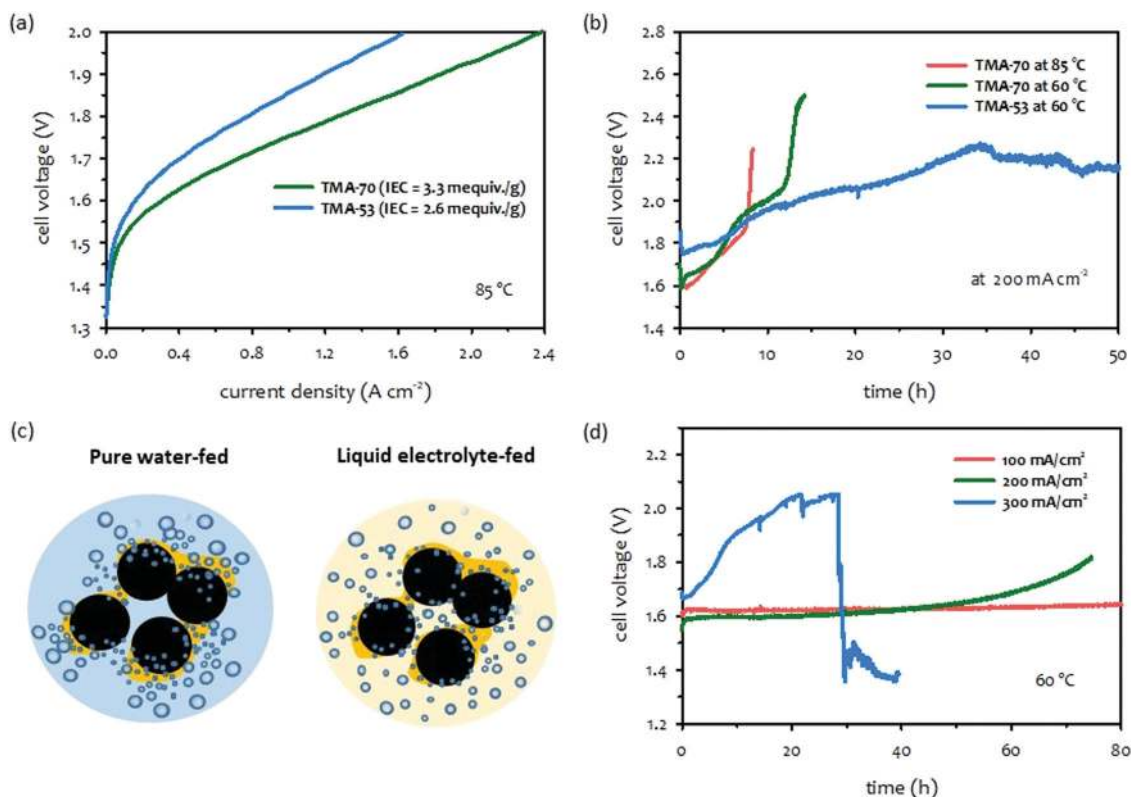 (a)
cell voltage (V)
2.0
1.9
1.8
1.7
1.6
1.5
1.4
1.3
TMA-70 (IEC = 3.3 mequiv./g)
TMA-53 (IEC = 2.6 mequiv./g)
85 °C
0.0 0.4 0.8 1.2 1.6 2.0 2.4
current density (A cm⁻²)
(b)
cell voltage (V)
2.8
2.6
2.4
2.2
2.0
1.8
1.6
1.4
TMA-70 at 85 °C
TMA-70 at 60 °C
TMA-53 at 60 °C
at 200 mA cm⁻²
0 10 20 30 40 50
time (h)
(c)
Pure water-fed
Liquid electrolyte-fed
(d)
cell voltage (V)
2.2
2.0
1.8
1.6
1.4
1.2
100 mA/cm²
200 mA/cm²
300 mA/cm²
60 °C
0 20 40 60 80
time (h)